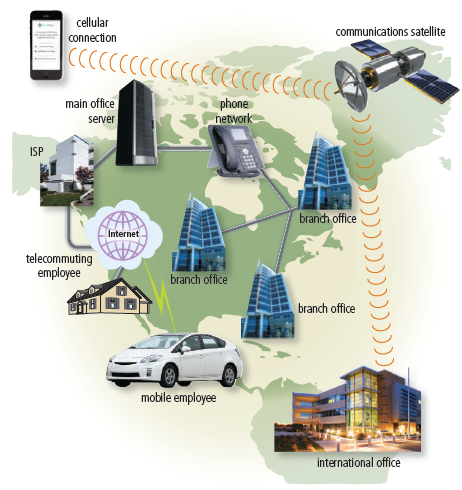 cellular
connection
communications satellite
main office
server
phone
network
ISP
branch office
Internet
telecommuting
employee
branch office
branch office
mobile employee
international office